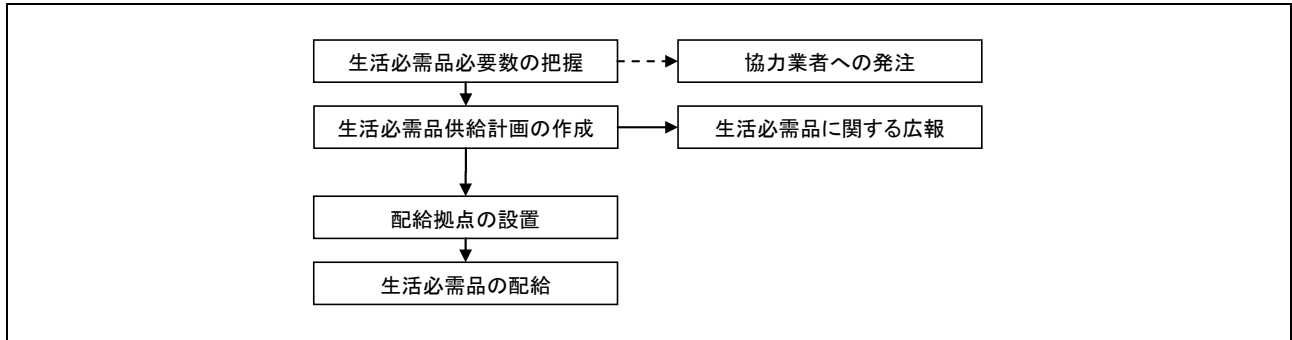 生活必需品必要数の把握
協力業者への発注
生活必需品供給計画の作成
生活必需品に関する広報
配給拠点の設置
生活必需品の配給